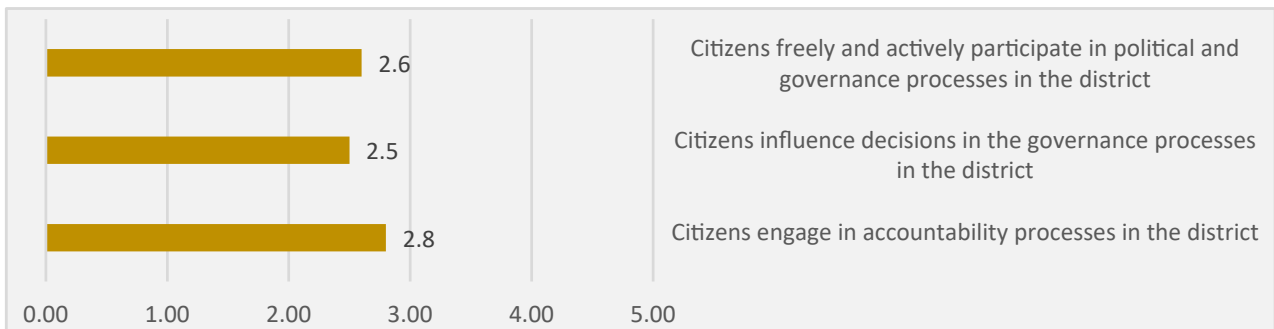 2.6
Citizens freely and actively participate in political and
governance processes in the district
2.5
Citizens influence decisions in the governance processes
in the district
2.8
Citizens engage in accountability processes in the district
0.00 1.00 2.00 3.00 4.00 5.00